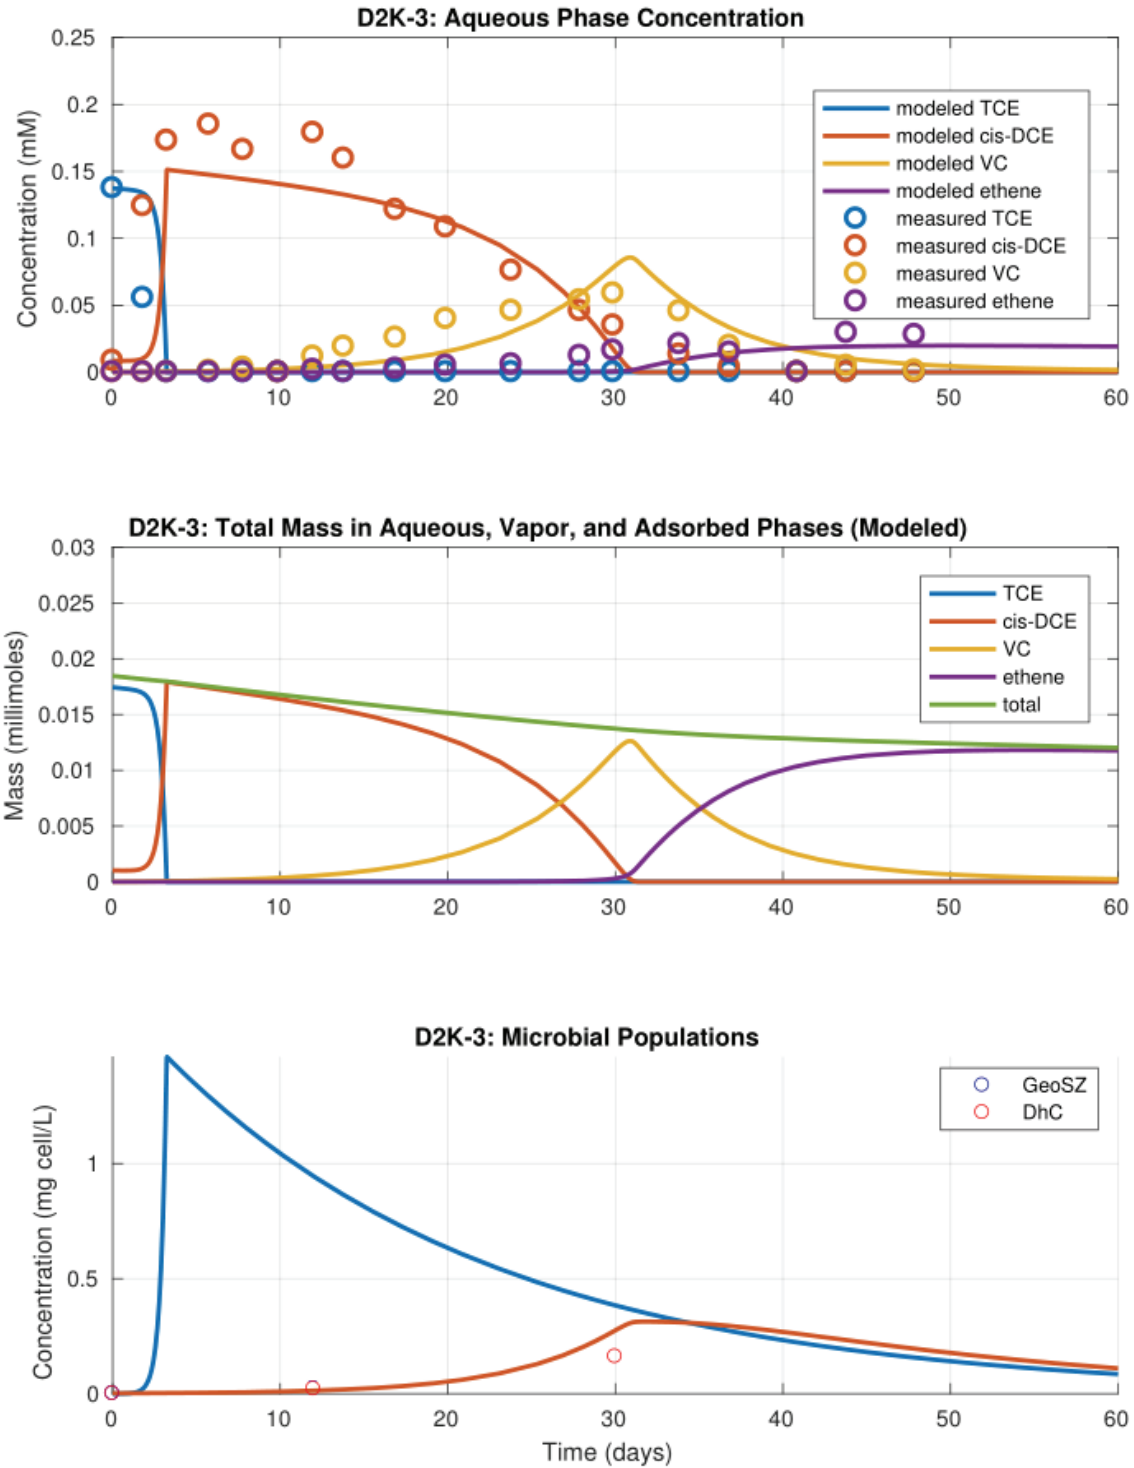 D2K-3: Aqueous Phase Concentration
0.25
0.2
0.15
0.1
0.05
0
Concentration (mM)
0 10 20 30 40 50 60
modeled TCE
modeled cis-DCE
modeled VC
modeled ethene
measured TCE
measured cis-DCE
measured VC
measured ethene
D2K-3: Total Mass in Aqueous, Vapor, and Adsorbed Phases (Modeled)
0.03
0.025
0.02
0.015
0.01
0.005
0
Mass (millimoles)
0 10 20 30 40 50 60
TCE
cis-DCE
VC
ethene
total
D2K-3: Microbial Populations
1
0.5
0
Concentration (mg cell/L)
0 10 20 30 40 50 60
GeoSZ
DhC
Time (days)